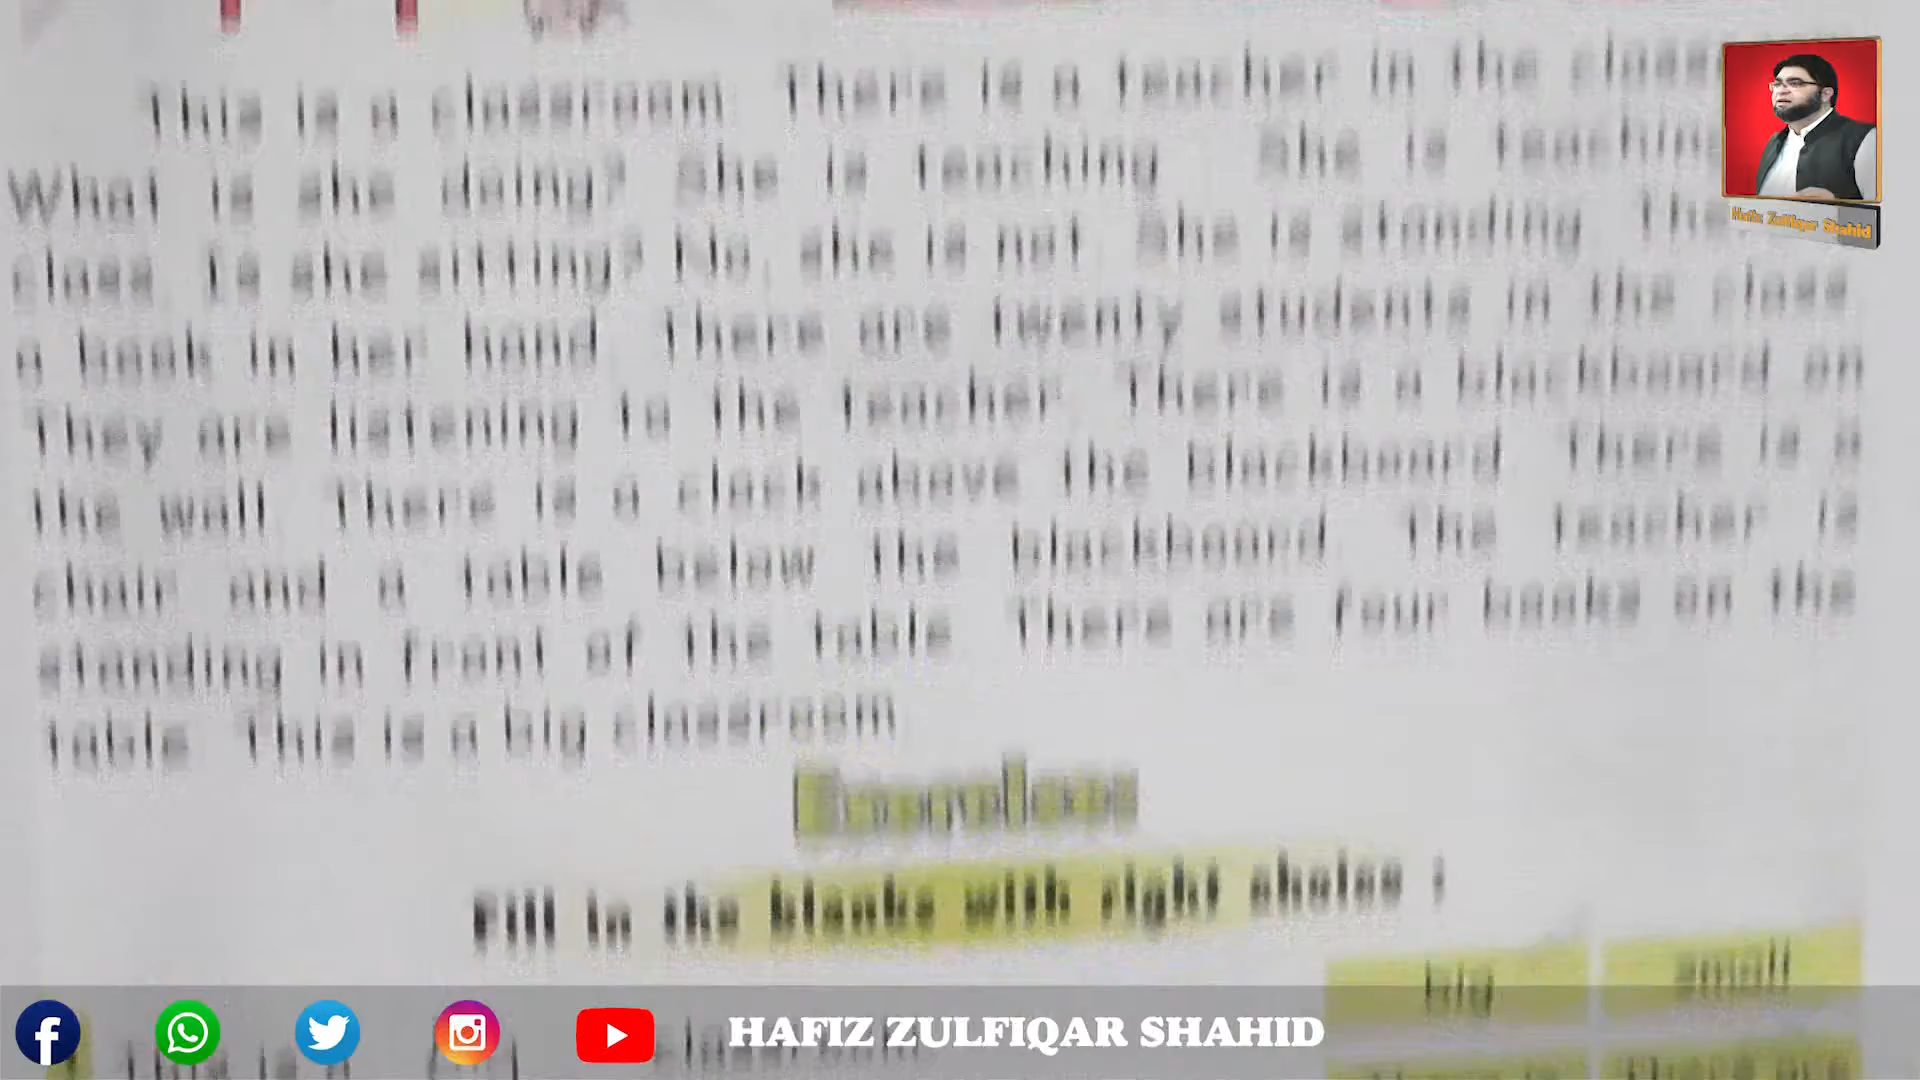 This is a classroom. There is a teacher in the class
What is she doing? She is teaching. She is
class. Is she sitting? No, she is not. She is standing.
a book in her hand. There are twenty students in the class
They are listening to the teacher. There is a blackboard on
the wall. There is a clock above the blackboard. There is a
chair and a table below the blackboard. The teacher is
standing in front of the table. There are four books on the
table. This is a big classroom.
Fill in the blanks with right choice :
big small
Hafiz Zulfiqar Shahid
HAFIZ ZULFIQAR SHAHID